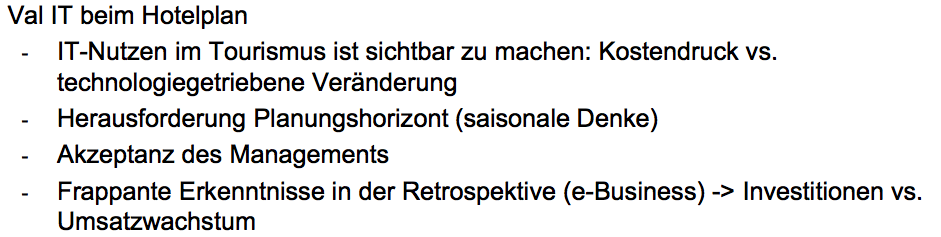 Val IT beim Hotelplan
- IT-Nutzen im Tourismus ist sichtbar zu machen: Kostendruck vs.
technologiegetriebene Veränderung
- Herausforderung Planungshorizont (saisonale Denke)
- Akzeptanz des Managements
- Frappante Erkenntnisse in der Retrospektive (e-Business) -> Investitionen vs.
Umsatzwachstum